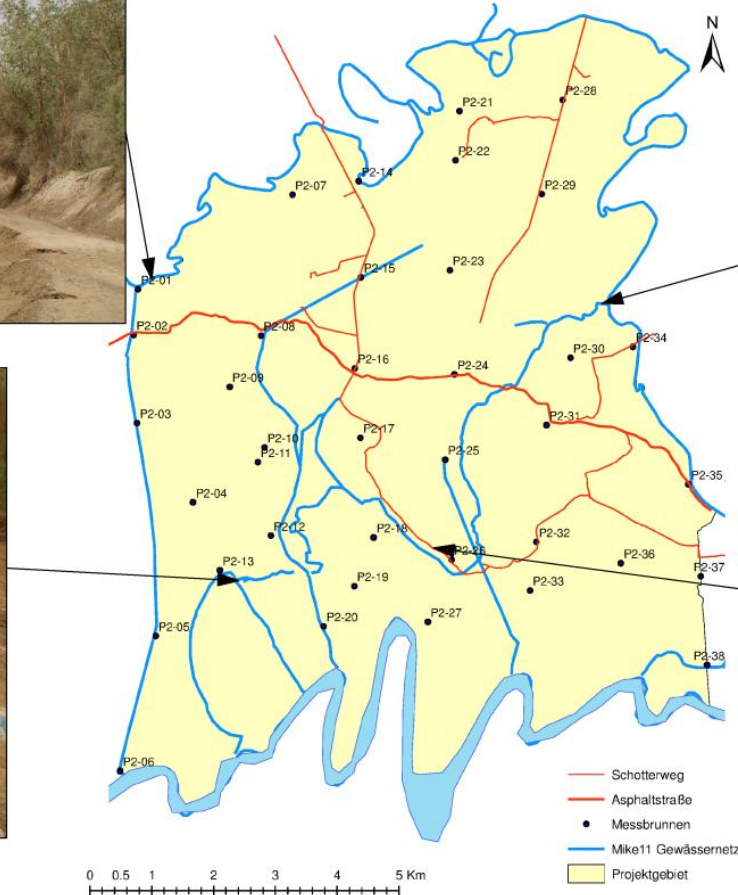 N
P2-28
P2-21
P2-22
P2-14
P2-07
P2-29
P2-23
P2-15
P2-01
P2-02
P2-08
P2-34
P2-30
P2-16
P2-24
P2-09
P2-03
P2-31
P2-17
P2-10
P2-11
P2-25
P2-35
P2-04
P2-12
P2-18
P2-32
P2-26
P2-36
P2-13
P2-37
P2-19
P2-33
P2-05
P2-20
P2-27
P2-38
P2-06
Schotterweg
Asphaltstraße
Messbrunnen
Mike11 Gewässernetz
Projektgebiet
0 0.5 1 2 3 4 5 Km